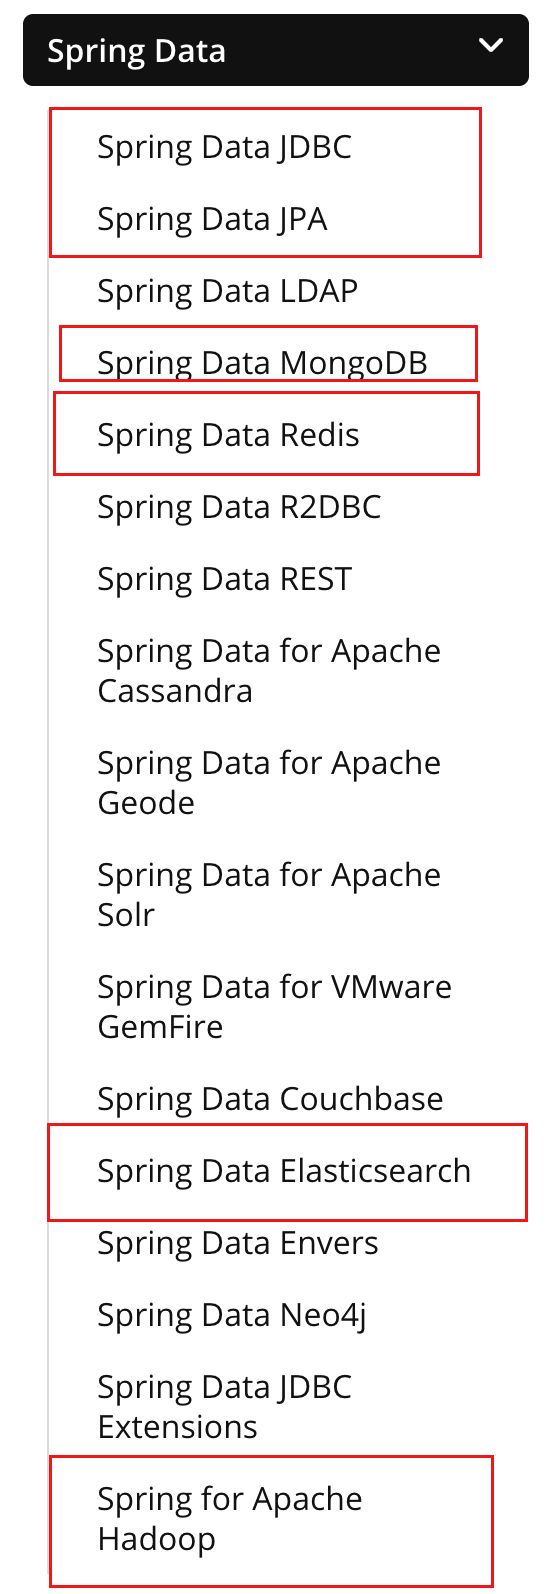 Spring Data
Spring Data JDBC
Spring Data JPA
Spring Data LDAP
Spring Data MongoDB
Spring Data Redis
Spring Data R2DBC
Spring Data REST
Spring Data for Apache
Cassandra
Spring Data for Apache
Geode
Spring Data for Apache
Solr
Spring Data for VMware
GemFire
Spring Data Couchbase
Spring Data Elasticsearch
Spring Data Envers
Spring Data Neo4j
Spring Data JDBC
Extensions
Spring for Apache
Hadoop